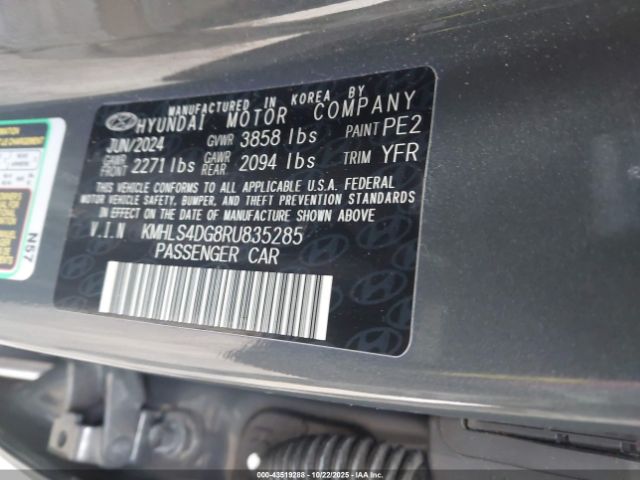 MANUFACTURED IN KOREA BY
HYUNDAI MOTOR COMPANY
JUN/2024 GVWR 3858 lbs PAINT PE2
GAWR FRONT 2271 lbs GAWR REAR 2094 lbs TRIM YFR
THIS VEHICLE CONFORMS TO ALL APPLICABLE U.S.A. FEDERAL
MOTOR VEHICLE SAFETY, BUMPER, AND THEFT PREVENTION STANDARDS
IN EFFECT ON THE DATE OF MANUFACTURE SHOWN ABOVE
V.I.N KMHLS4DG8RU835285
PASSENGER CAR
N57
000-43519288 - 10/22/2025 - COPYRIGHT IAA, LLC